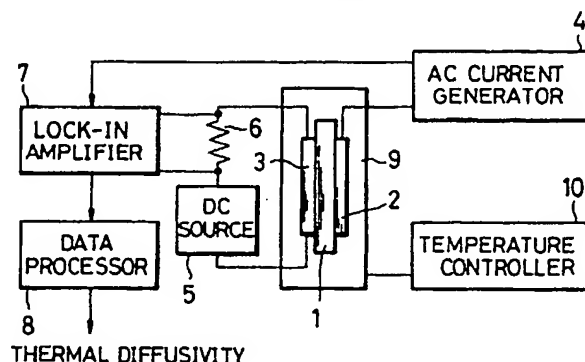 4
AC CURRENT
GENERATOR
7
LOCK-IN
AMPLIFIER
6
3
9
2
DC
SOURCE
5
1
10
TEMPERATURE
CONTROLLER
DATA
PROCESSOR
8
THERMAL DIFFUSIVITY